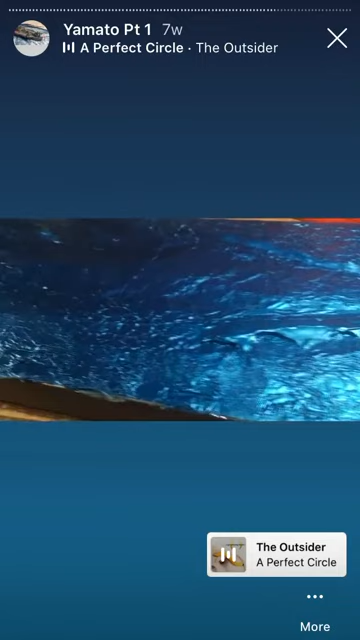 Yamato Pt 1 7w
A Perfect Circle · The Outsider
The Outsider
A Perfect Circle
More